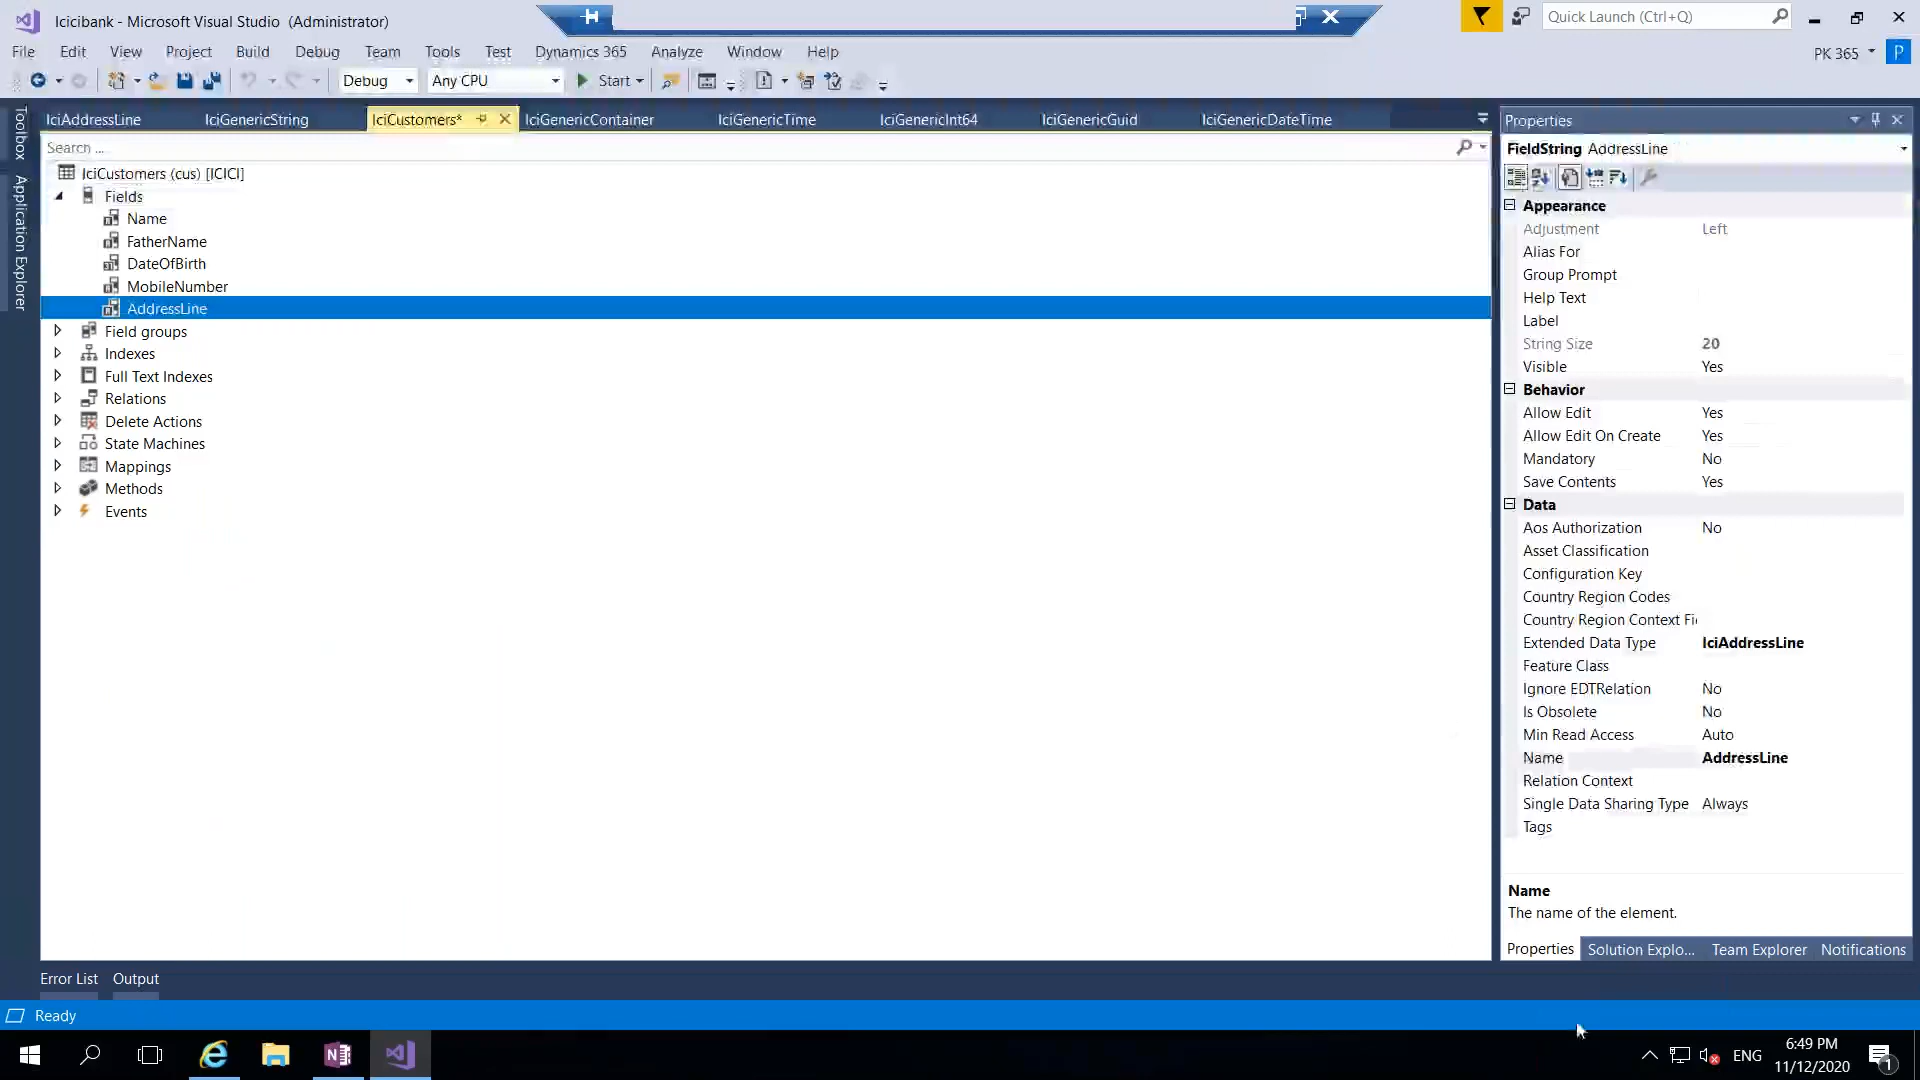 Icicibank - Microsoft Visual Studio (Administrator)
Quick Launch (Ctrl+Q)
File Edit View Project Build Debug Team Tools Test Dynamics 365 Analyze Window Help
PK 365
P
Debug Any CPU Start
Toolbox
Application Explorer
IciAddressLine IciGenericString IciCustomers* IciGenericContainer IciGenericTime IciGenericInt64 IciGenericGuid IciGenericDateTime
Search ...
IciCustomers (cus) [ICICI]
Fields
Name
FatherName
DateOfBirth
MobileNumber
AddressLine
Field groups
Indexes
Full Text Indexes
Relations
Delete Actions
State Machines
Mappings
Methods
Events
Properties
FieldString AddressLine
Appearance
Adjustment Left
Alias For
Group Prompt
Help Text
Label
String Size 20
Visible Yes
Behavior
Allow Edit Yes
Allow Edit On Create Yes
Mandatory No
Save Contents Yes
Data
Aos Authorization No
Asset Classification
Configuration Key
Country Region Codes
Country Region Context Fi
Extended Data Type IciAddressLine
Feature Class
Ignore EDTRelation No
Is Obsolete No
Min Read Access Auto
Name AddressLine
Relation Context
Single Data Sharing Type Always
Tags
Name
The name of the element.
Properties Solution Explo... Team Explorer Notifications
Error List Output
Ready
ENG
6:49 PM
11/12/2020
1